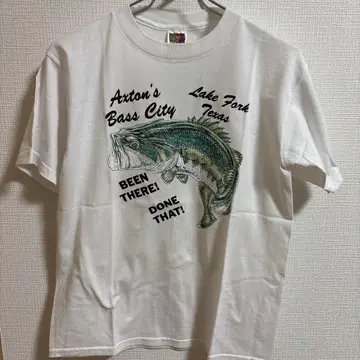 Axton's
Bass City
Lake Fork
Texas
BEEN
THERE!
DONE
THAT!